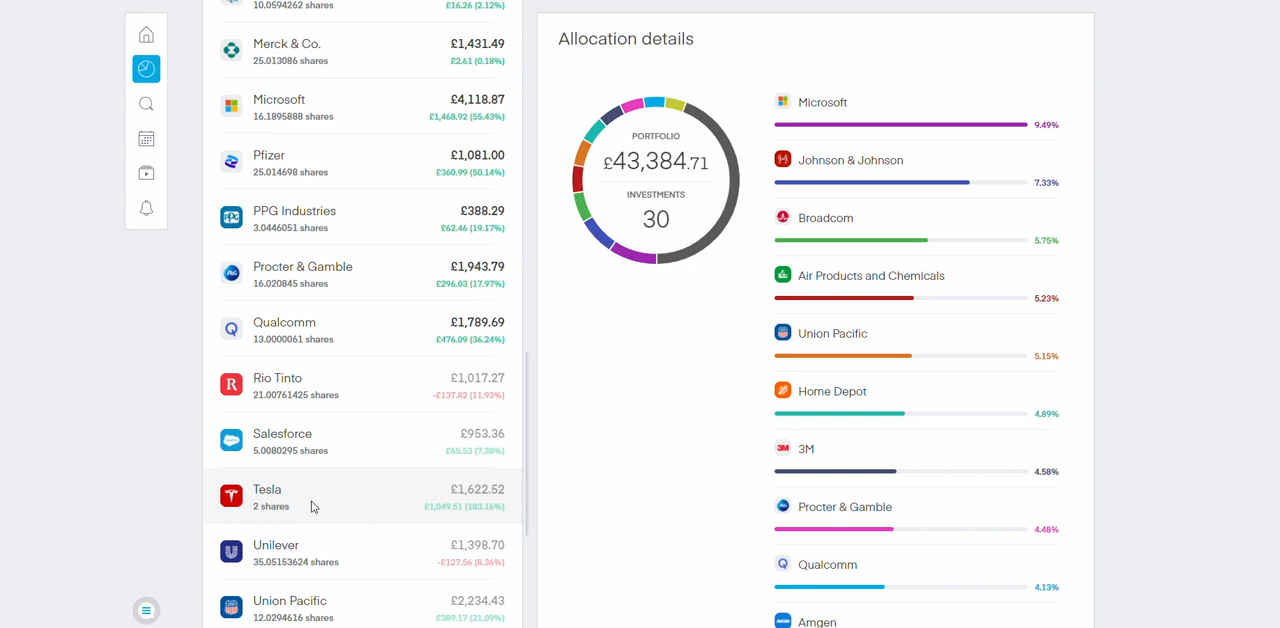 10.0594262 shares £16.26 (2.12%)
Merck & Co. £1,431.49
25.013086 shares £2.61 (0.18%)
Microsoft £4,118.87
16.1895888 shares £1,468.92 (55.43%)
Pfizer £1,081.00
25.014698 shares £360.99 (50.14%)
PPG Industries £388.29
3.0446051 shares £62.46 (19.17%)
Procter & Gamble £1,943.79
16.020845 shares £296.03 (17.97%)
Qualcomm £1,789.69
13.0000061 shares £476.09 (36.24%)
Rio Tinto £1,017.27
21.00761425 shares -£137.82 (11.93%)
Salesforce £953.36
5.0080295 shares £65.53 (7.38%)
Tesla £1,622.52
2 shares £1,049.51 (183.16%)
Unilever £1,398.70
35.05153624 shares -£127.56 (8.36%)
Union Pacific £2,234.43
12.0294616 shares £389.17 (21.09%)
Allocation details
PORTFOLIO
£43,384.71
INVESTMENTS
30
Microsoft
9.49%
Johnson & Johnson
7.33%
Broadcom
5.75%
Air Products and Chemicals
5.23%
Union Pacific
5.15%
Home Depot
4.89%
3M 3M
4.58%
Procter & Gamble
4.48%
Qualcomm
4.13%
Amgen